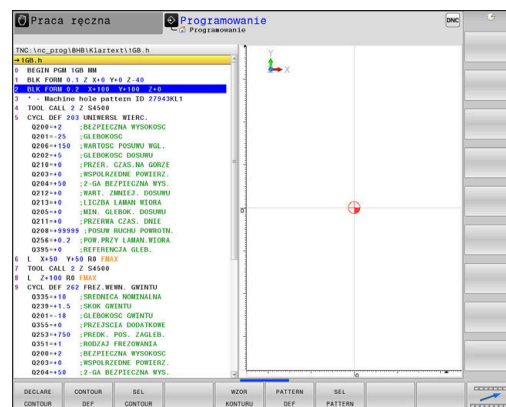 Praca ręczna
Programowanie
Programowanie
DNC
TNC:\nc_prog\BHB\Klartext\1GB.h
→1GB.h
0 BEGIN PGM 1GB MM
1 BLK FORM 0.1 Z X+0 Y+0 Z-40
2 BLK FORM 0.2 X+100 Y+100 Z+0
3 * - Machine hole pattern ID 27943KL1
4 TOOL CALL 2 Z S4500
5 CYCL DEF 203 UNIWERSL WIERC.
Q200=+2 ;BEZPIECZNA WYSOKOSC
Q201=-25 ;GLEBOKOSC
Q206=+150 ;WARTOSC POSUWU WGL.
Q202=+5 ;GLEBOKOSC DOSUWU
Q210=+0 ;PRZER. CZAS.NA GORZE
Q203=+0 ;WSPOLRZEDNE POWIERZ.
Q204=+50 ;2-GA BEZPIECZNA WYS.
Q212=+0 ;WART. ZMNIEJ. DOSUWU
Q213=+0 ;LICZBA LAMAN WIORA
Q205=+0 ;MIN. GLEBOK. DOSUWU
Q211=+0 ;PRZERWA CZAS. DNIE
Q208=+99999 ;POSUW RUCHU POWROTN.
Q256=+0.2 ;POW.PRZY LAMAN.WIORA
Q395=+0 ;REFERENCJA GLEB.
6 L X+50 Y+50 R0 FMAX
7 TOOL CALL 2 Z S4500
8 L Z+100 R0 FMAX
9 CYCL DEF 262 FREZ.WEWN. GWINTU
Q335=+10 ;SREDNICA NOMINALNA
Q239=+1.5 ;SKOK GWINTU
Q201=-18 ;GLEBOKOSC GWINTU
Q355=+0 ;PRZEJSCIA DODATKOWE
Q253=+750 ;PREDK. POS. ZAGLEB.
Q351=+1 ;RODZAJ FREZOWANIA
Q200=+2 ;BEZPIECZNA WYSOKOSC
Q203=+0 ;WSPOLRZEDNE POWIERZ.
Q204=+50 ;2-GA BEZPIECZNA WYS.
Y
X
0
0
DECLARE CONTOUR
CONTOUR DEF
SEL CONTOUR
WZOR KONTURU
PATTERN DEF
SEL PATTERN